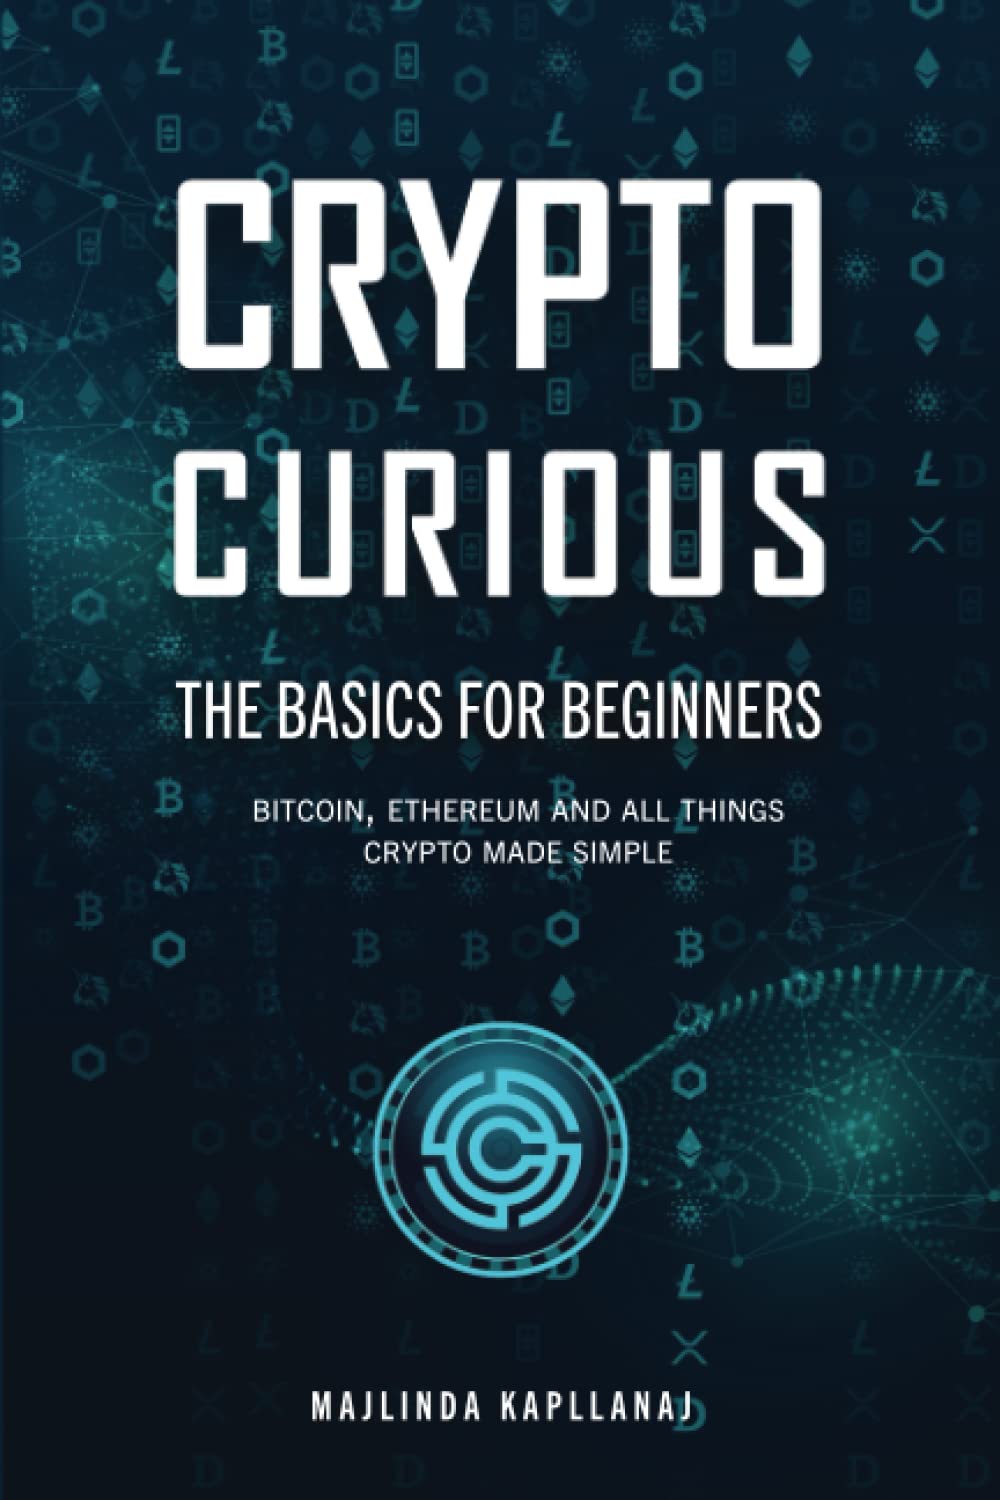 CRYPTO
CURIOUS
THE BASICS FOR BEGINNERS
BITCOIN, ETHEREUM AND ALL THINGS
CRYPTO MADE SIMPLE
MAJLINDA KAPLLANAJ